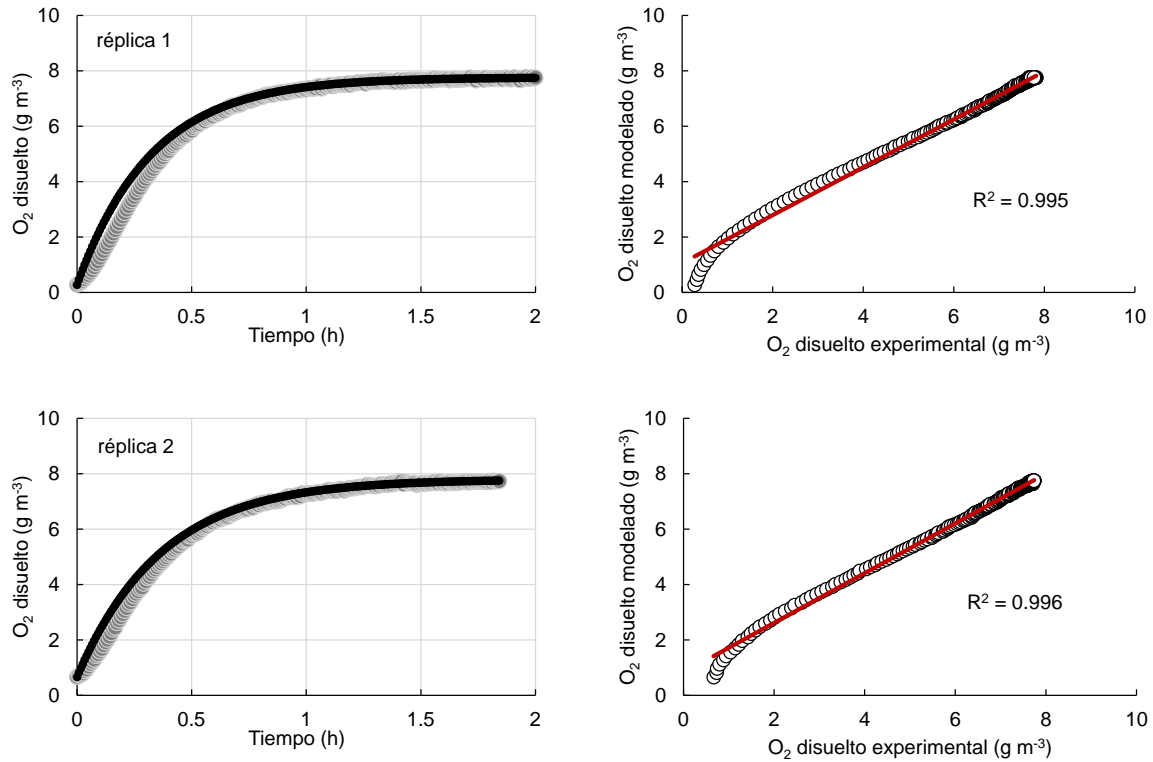 réplica 1
O2 disuelto (g m-3)
10
8
6
4
2
0
0 0.5 1 1.5 2
Tiempo (h)
O2 disuelto modelado (g m-3)
10
8
6
4
2
0
R2 = 0.995
0 2 4 6 8 10
O2 disuelto experimental (g m-3)
réplica 2
O2 disuelto (g m-3)
10
8
6
4
2
0
0 0.5 1 1.5 2
Tiempo (h)
O2 disuelto modelado (g m-3)
10
8
6
4
2
0
R2 = 0.996
0 2 4 6 8 10
O2 disuelto experimental (g m-3)